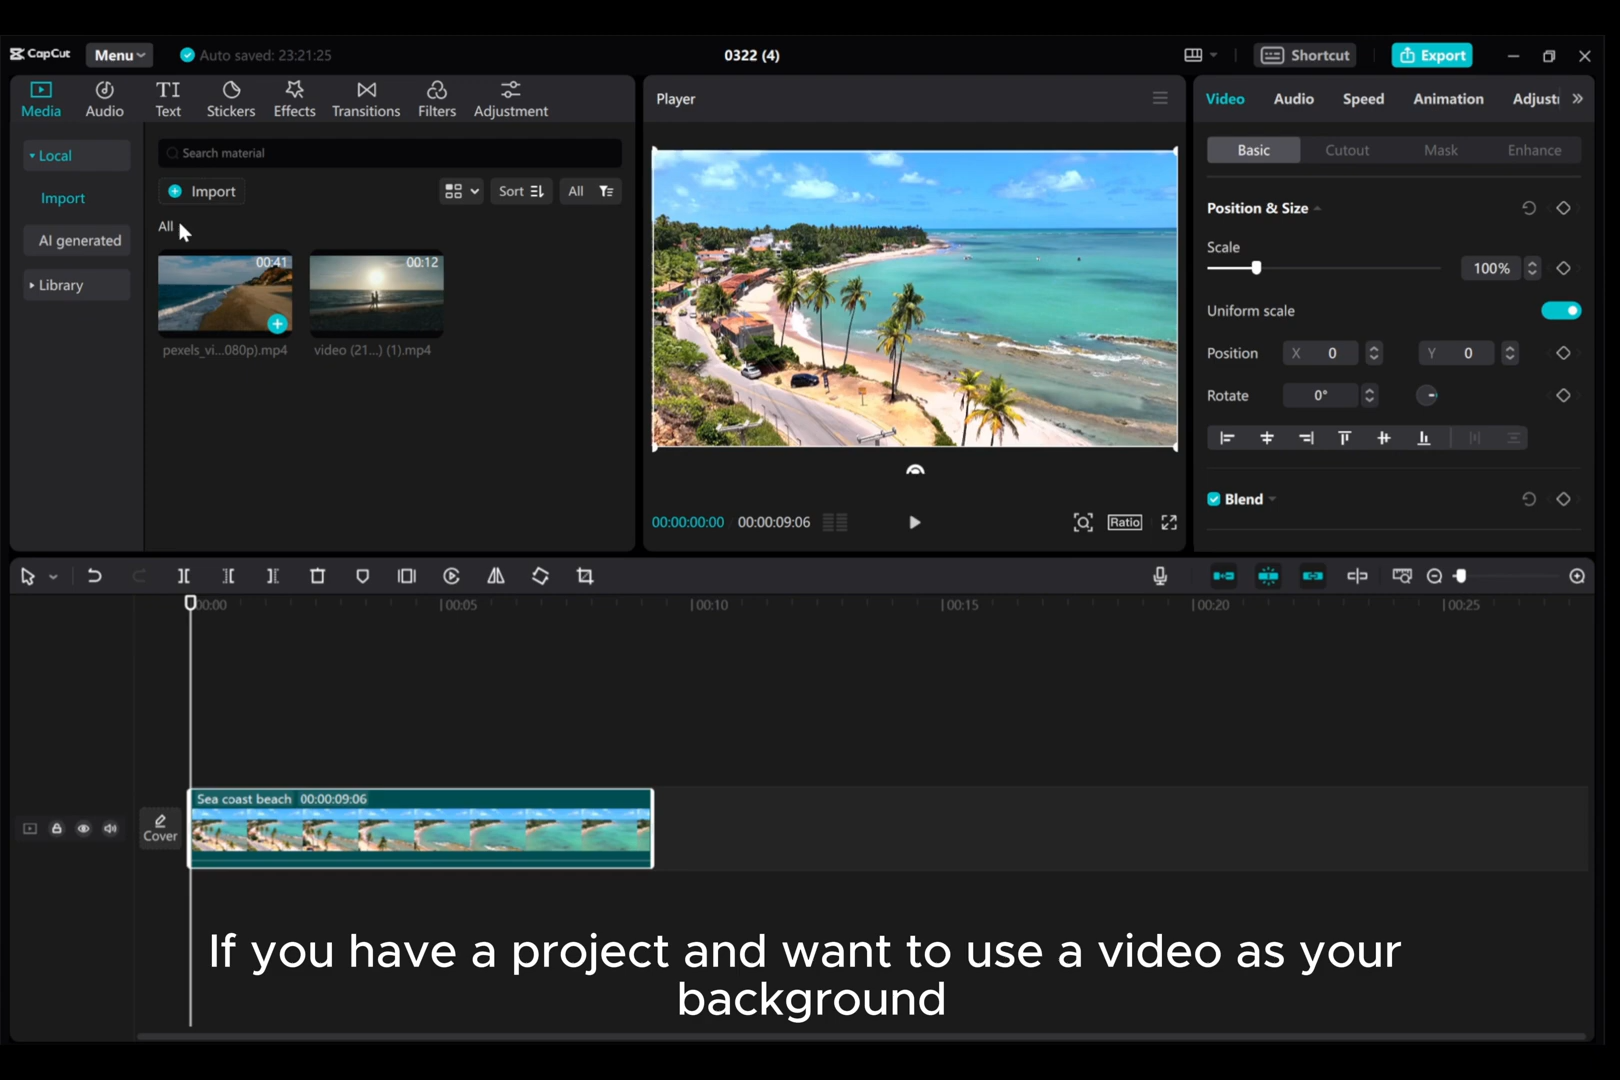 CapCut
Menu
Auto saved: 23:21:25
0322 (4)
Shortcut
Export
Media
Audio
Text
Stickers
Effects
Transitions
Filters
Adjustment
Local
Import
AI generated
Library
Search material
Import
Sort
All
All
00:41
00:12
pexels_vi...080p).mp4
video (21...) (1).mp4
Player
00:00:00:00
00:00:09:06
Ratio
Video
Audio
Speed
Animation
Adjust
Basic
Cutout
Mask
Enhance
Position & Size
Scale
100%
Uniform scale
Position
X 0
Y 0
Rotate
0°
Blend
00:00
00:05
00:10
00:15
00:20
00:25
Cover
Sea coast beach 00:00:09:06
If you have a project and want to use a video as your
background